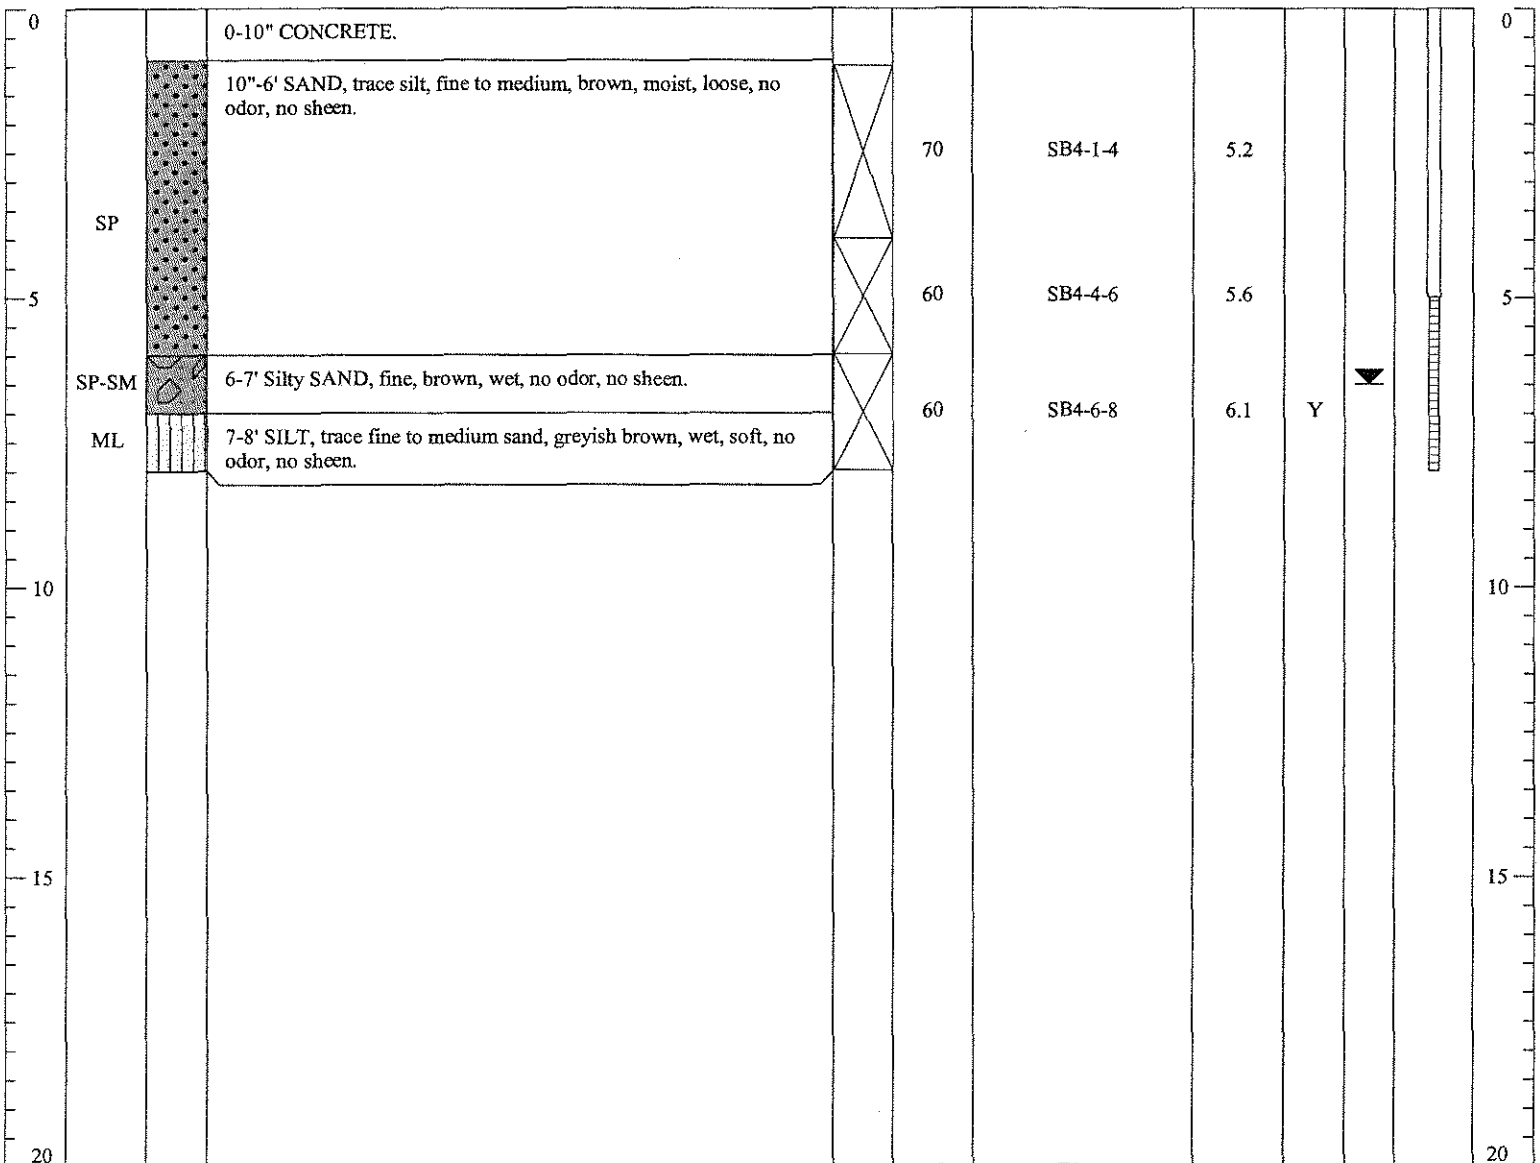 0 0
0-10" CONCRETE.
10"-6' SAND, trace silt, fine to medium, brown, moist, loose, no
odor, no sheen.
70 SB4-1-4 5.2
SP
5 60 SB4-4-6 5.6 5
SP-SM 6-7' Silty SAND, fine, brown, wet, no odor, no sheen.
60 SB4-6-8 6.1 Y
ML 7-8' SILT, trace fine to medium sand, greyish brown, wet, soft, no
odor, no sheen.
10 10
15 15
20 20